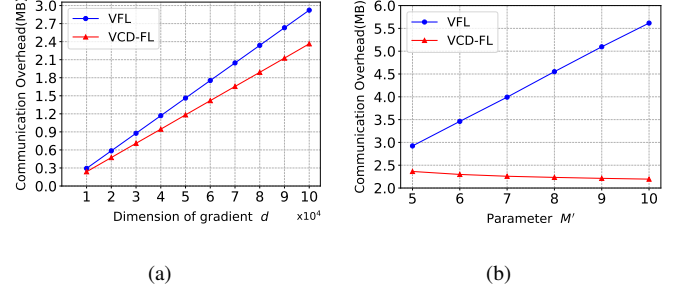 Communication Overhead(MB)
3.0
2.7
2.4
2.1
1.8
1.5
1.2
0.9
0.6
0.3
0.0
VFL
VCD-FL
1 2 3 4 5 6 7 8 9 10
Dimension of gradient d
x10⁴
(a)
Communication Overhead(MB)
6.0
5.5
5.0
4.5
4.0
3.5
3.0
2.5
2.0
VFL
VCD-FL
5 6 7 8 9 10
Parameter M′
(b)